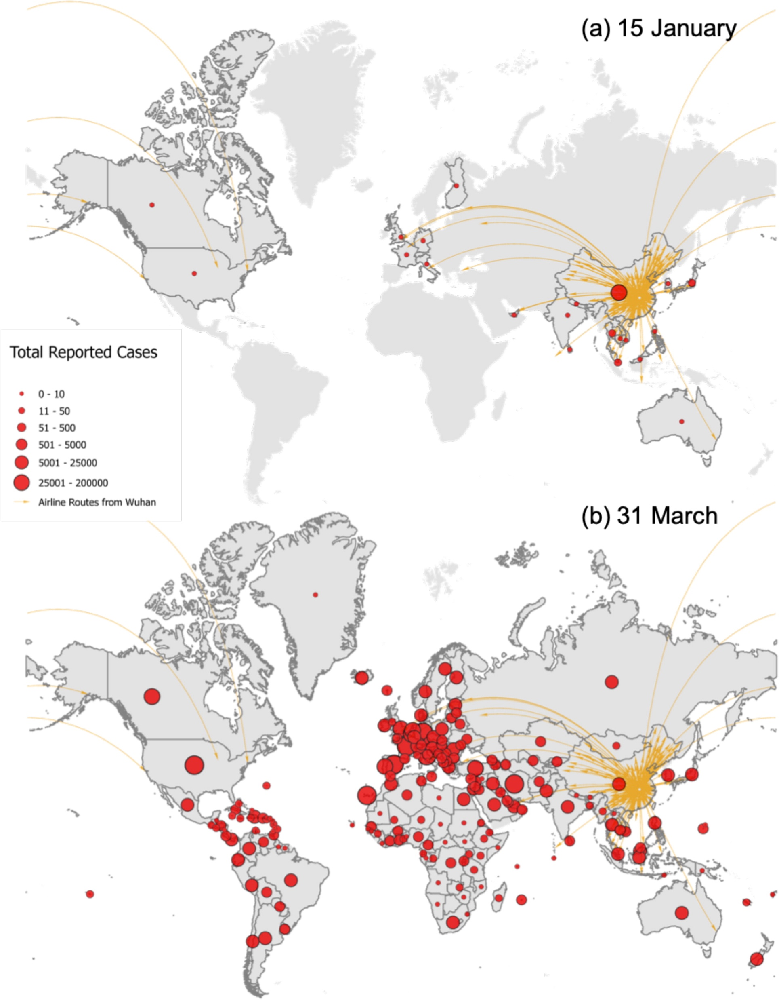 (a) 15 January
Total Reported Cases
0 - 10
11 - 50
51 - 500
501 - 5000
5001 - 25000
25001 - 200000
Airline Routes from Wuhan
(b) 31 March